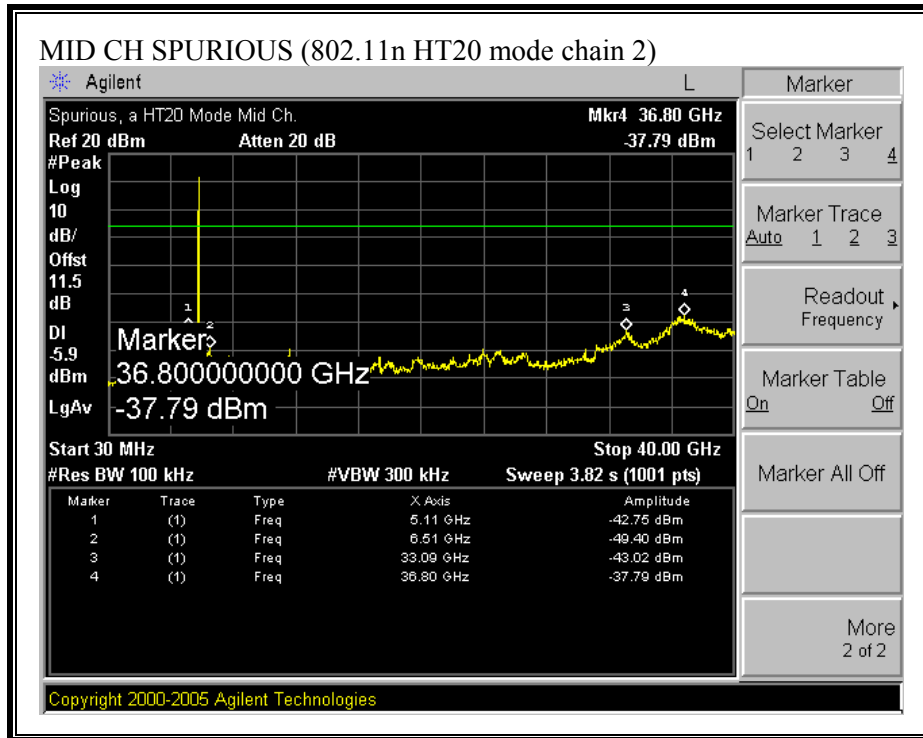 MID CH SPURIOUS (802.11n HT20 mode chain 2)
Agilent L
Spurious, a HT20 Mode Mid Ch. Mkr4 36.80 GHz
Ref 20 dBm Atten 20 dB -37.79 dBm
#Peak
Log
10
dB/
Offst
11.5
dB
DI
-5.9
dBm
LgAv
1
2
3
4
Marker
36.800000000 GHz
-37.79 dBm
Start 30 MHz Stop 40.00 GHz
#Res BW 100 kHz #VBW 300 kHz Sweep 3.82 s (1001 pts)
Marker Trace Type X Axis Amplitude
1 (1) Freq 5.11 GHz -42.75 dBm
2 (1) Freq 6.51 GHz -49.40 dBm
3 (1) Freq 33.09 GHz -43.02 dBm
4 (1) Freq 36.80 GHz -37.79 dBm
Copyright 2000-2005 Agilent Technologies
Marker
Select Marker
1 2 3 4
Marker Trace
Auto 1 2 3
Readout
Frequency
Marker Table
On Off
Marker All Off
More
2 of 2